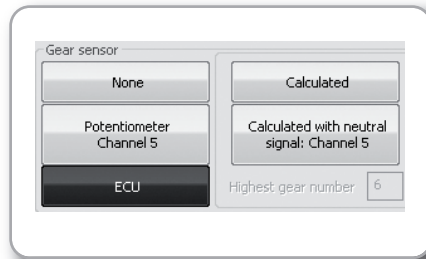 Gear sensor
None
Calculated
Potentiometer
Channel 5
Calculated with neutral
signal: Channel 5
ECU
Highest gear number 6